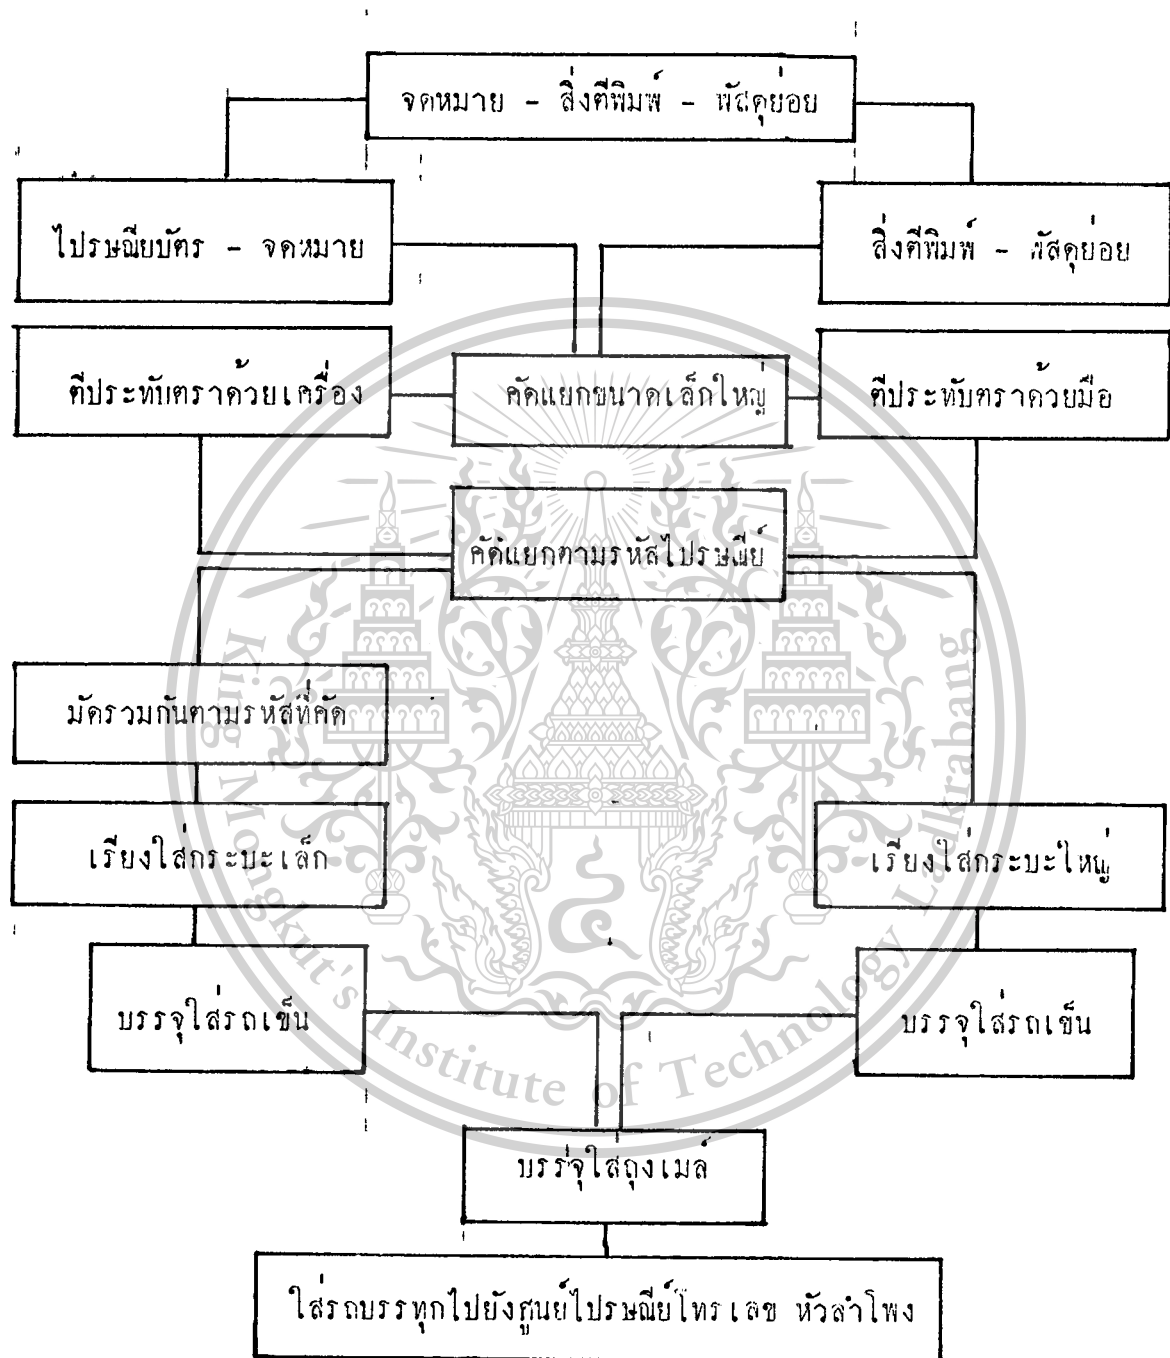 จดหมาย - สิ่งตีพิมพ์ - พัสดุย่อย
ไปรษณียบัตร - จดหมาย
สิ่งตีพิมพ์ - พัสดุย่อย
ตีประทับตราด้วยเครื่อง
คัดแยกขนาดเล็กใหญ่
ตีประทับตราด้วยมือ
คัดแยกตามรหัสไปรษณีย์
มัดรวมกันตามรหัสที่คัด
เรียงใส่กระบะเล็ก
เรียงใส่กระบะใหญ่
บรรจุใส่รถเข็น
บรรจุใส่รถเข็น
บรรจุใส่ถุงเมล์
ใส่รถบรรทุกไปยังศูนย์ไปรษณีย์โทรเลข หัวลำโพง
King Mongkut's Institute of Technology Ladkrabang